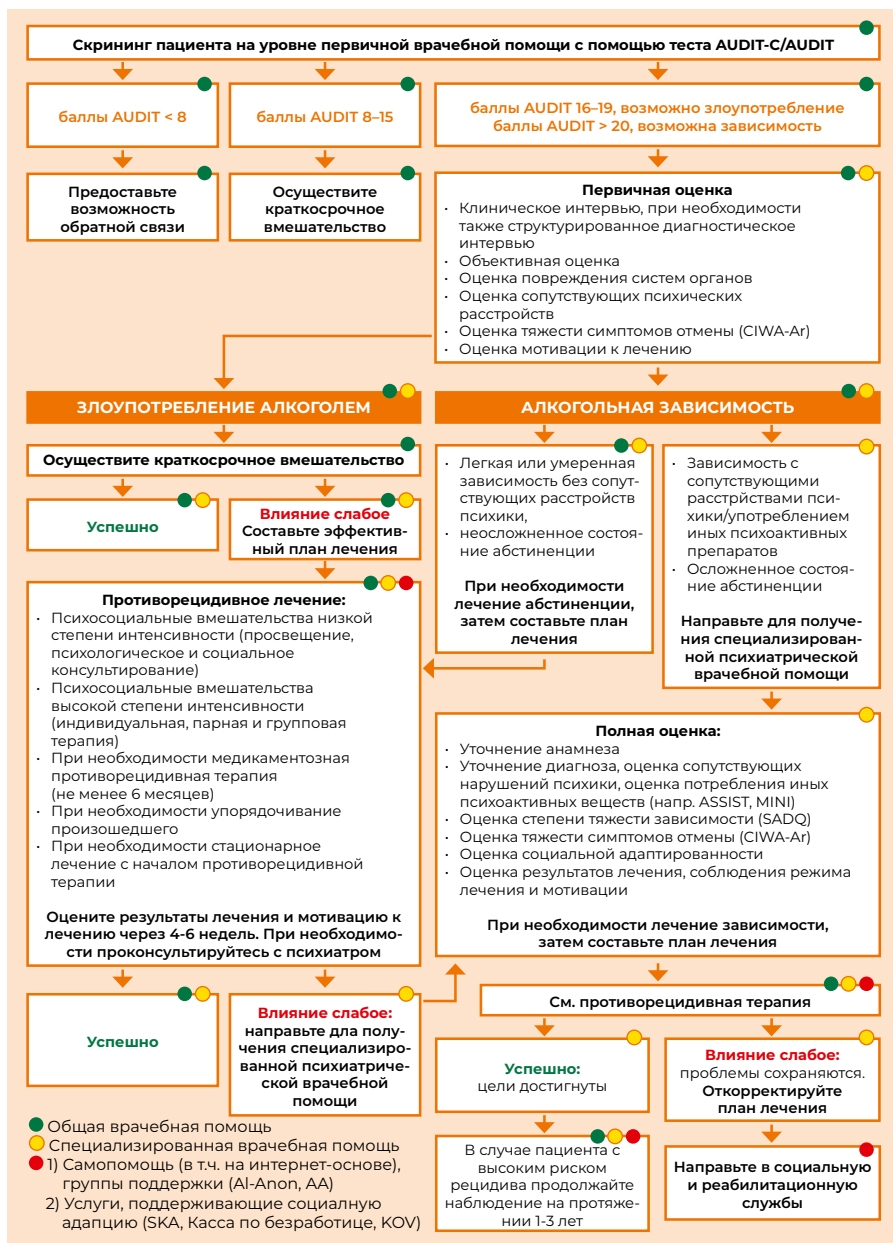 Скрининг пациента на уровне первичной врачебной помощи с помощью теста AUDIT-C/AUDIT
баллы AUDIT < 8
баллы AUDIT 8–15
баллы AUDIT 16–19, возможно злоупотребление
баллы AUDIT > 20, возможна зависимость
Предоставьте
возможность
обратной связи
Осуществите
краткосрочное
вмешательство
Первичная оценка
· Клиническое интервью, при необходимости
также структурированное диагностическое
интервью
· Объективная оценка
· Оценка повреждения систем органов
· Оценка сопутствующих психических
расстройств
· Оценка тяжести симптомов отмены (CIWA-Ar)
· Оценка мотивации к лечению
ЗЛОУПОТРЕБЛЕНИЕ АЛКОГОЛЕМ
Осуществите краткосрочное вмешательство
Успешно
Влияние слабое
Составьте эффектив-
ный план лечения
Противорецидивное лечение:
· Психосоциальные вмешательства низкой
степени интенсивности (просвещение,
психологическое и социальное
консультирование)
· Психосоциальные вмешательства
высокой степени интенсивности
(индивидуальная, парная и групповая
терапия)
· При необходимости медикаментозная
противорецидивная терапия
(не менее 6 месяцев)
· При необходимости упорядочивание
произошедшего
· При необходимости стационарное
лечение с началом противорецидивной
терапии
Оцените результаты лечения и мотивацию к
лечению через 4-6 недель. При необходимо-
сти проконсультируйтесь с психиатром
Успешно
Влияние слабое:
направьте дла полу-
чения специализиро-
ванной психиатриче-
ской врачебной
помощи
АЛКОГОЛЬНАЯ ЗАВИСИМОСТЬ
· Легкая или умеренная
зависимость без сопут-
ствующих расстройств
психики,
· неосложненное состоя-
ние абстиненции
При необходимости
лечение абстиненции,
затем составьте план
лечения
· Зависимость с
сопутствующими
расстрйствами пси-
хики/употреблением
иных психоактивных
препаратов
· Осложненное состоя-
ние абстиненции
Направьте для получе-
ния специализирован-
ной психиатрической
врачебной помощи
Полная оценка:
· Уточнение анамнеза
· Уточнение диагноза, оценка сопутствующих
нарушений психики, оценка потребления иных
психоактивных веществ (напр. ASSIST, MINI)
· Оценка степени тяжести зависимости (SADQ)
· Оценка тяжести симптомов отмены (CIWA-Ar)
· Оценка социальной адаптированности
· Оценка результатов лечения, соблюдения режима
лечения и мотивации
При необходимости лечение зависимости,
затем составьте план лечения
См. противорецидивная терапия
Успешно:
цели достигнуты
Влияние слабое:
проблемы сохраняются.
Откорректируйте
план лечения
В случае пациента с
высоким риском
рецидива продолжайте
наблюдение на протяже-
нии 1-3 лет
Направьте в социальную
и реабилитационную
службы
Общая врачебная помощь
Специализированная врачебная помощь
1) Самопомощь (в т.ч. на интернет-основе),
группы поддержки (Al-Anon, AA)
2) Услуги, поддерживающие социалную
адапцию (SKA, Касса по безработице, KOV)